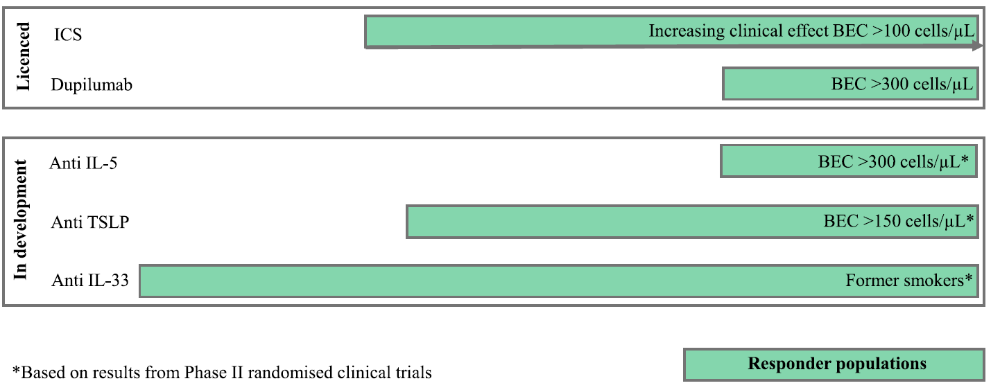 Licenced
ICS
Increasing clinical effect BEC >100 cells/µL
Dupilumab
BEC >300 cells/µL
In development
Anti IL-5
BEC >300 cells/µL*
Anti TSLP
BEC >150 cells/µL*
Anti IL-33
Former smokers*
*Based on results from Phase II randomised clinical trials
Responder populations